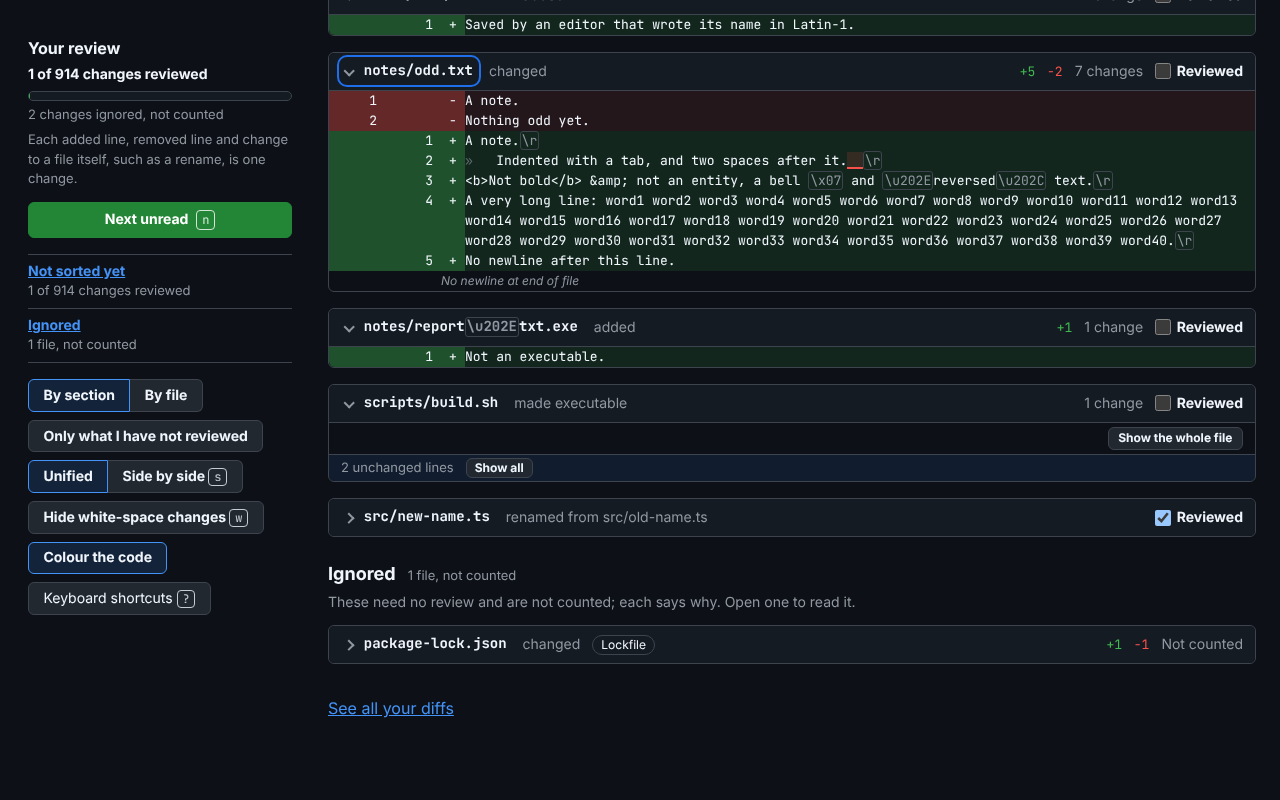 Your review
1 of 914 changes reviewed
2 changes ignored, not counted
Each added line, removed line and change
to a file itself, such as a rename, is one
change.
Next unread n
Not sorted yet
1 of 914 changes reviewed
Ignored
1 file, not counted
By section By file
Only what I have not reviewed
Unified Side by side s
Hide white-space changes w
Colour the code
Keyboard shortcuts ?
1 + Saved by an editor that wrote its name in Latin-1.
notes/odd.txt changed +5 -2 7 changes Reviewed
1 - A note.
2 - Nothing odd yet.
1 + A note.\r
2 + » Indented with a tab, and two spaces after it. \r
3 + <b>Not bold</b> &amp; not an entity, a bell \x07 and \u202Ereversed\u202C text.\r
4 + A very long line: word1 word2 word3 word4 word5 word6 word7 word8 word9 word10 word11 word12 word13
word14 word15 word16 word17 word18 word19 word20 word21 word22 word23 word24 word25 word26 word27
word28 word29 word30 word31 word32 word33 word34 word35 word36 word37 word38 word39 word40.\r
5 + No newline after this line.
No newline at end of file
notes/report\u202Etxt.exe added +1 1 change Reviewed
1 + Not an executable.
scripts/build.sh made executable 1 change Reviewed
Show the whole file
2 unchanged lines Show all
src/new-name.ts renamed from src/old-name.ts Reviewed
Ignored 1 file, not counted
These need no review and are not counted; each says why. Open one to read it.
package-lock.json changed Lockfile +1 -1 Not counted
See all your diffs